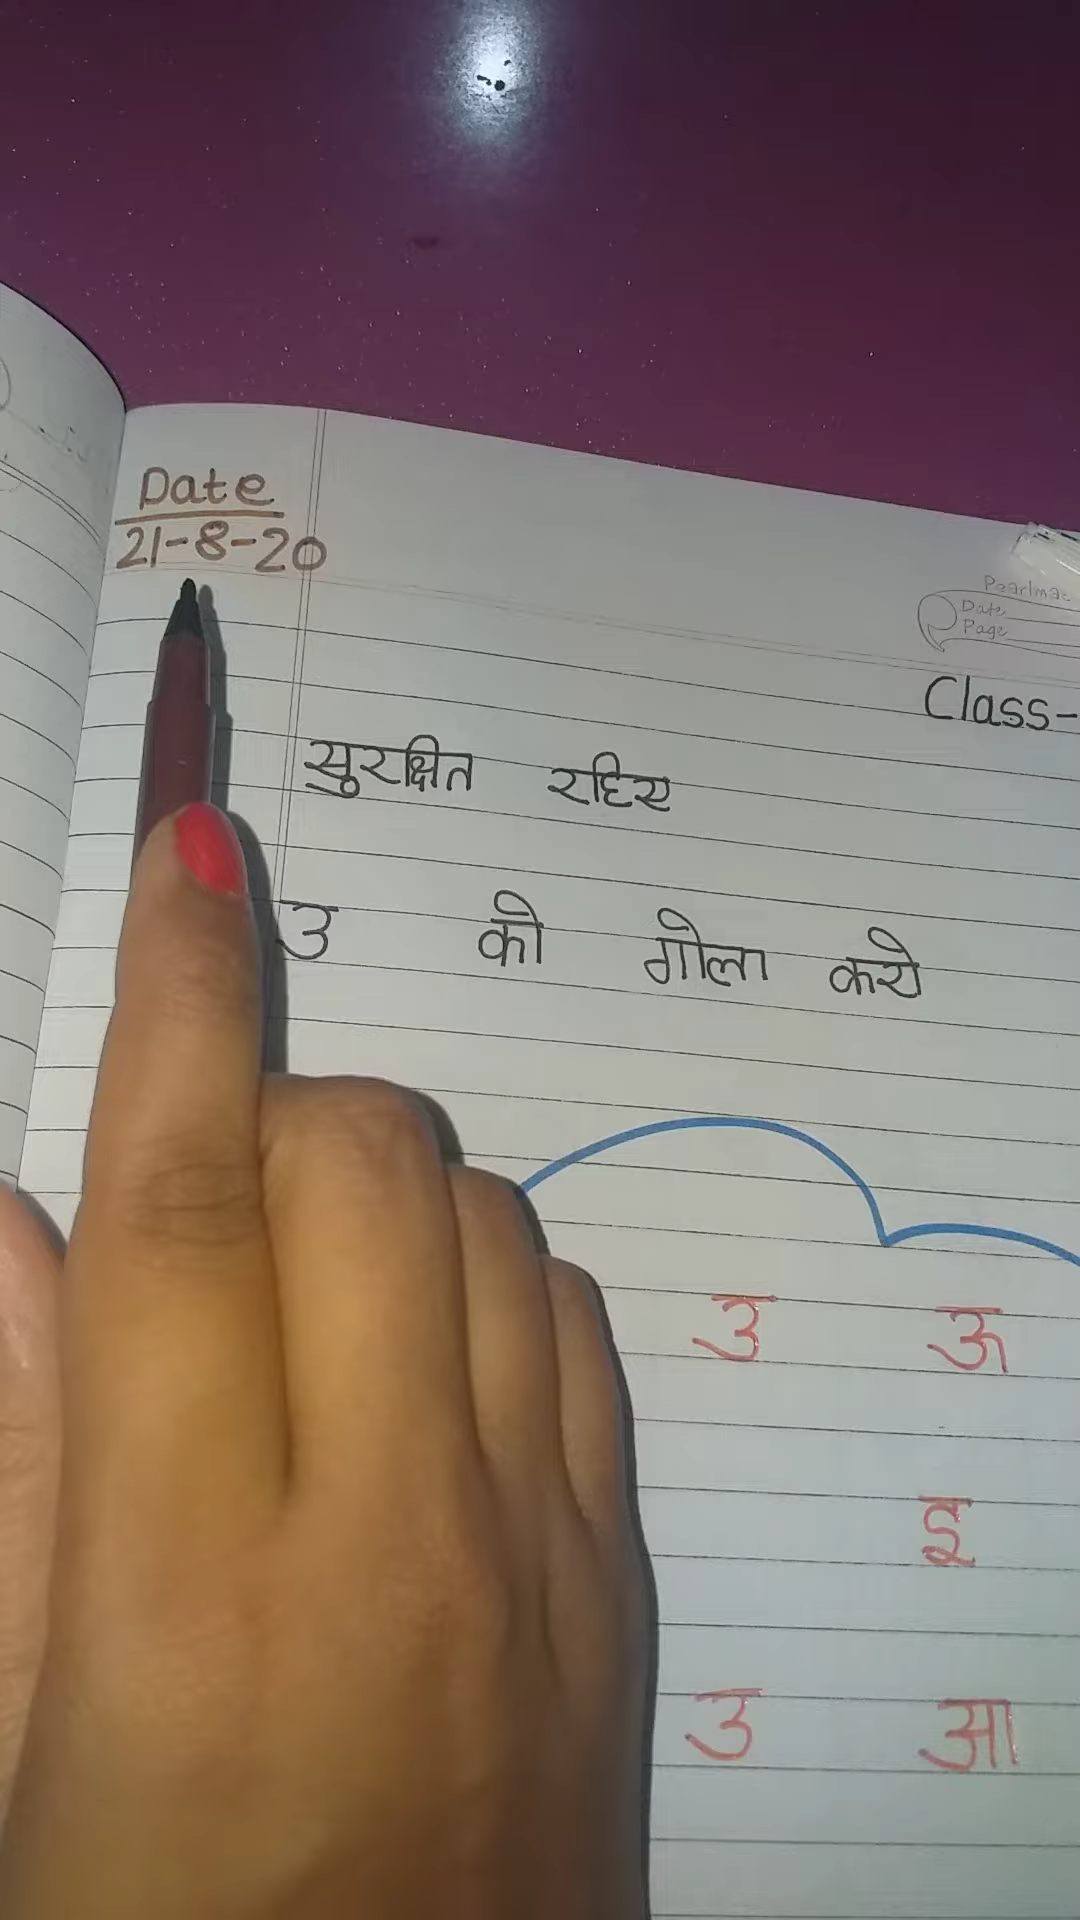 Date
21-8-20
Pearlmac
Date
Page
Class-
सुरक्षित रहिए
उ को गोला करो
उ ऊ
इ
उ आ